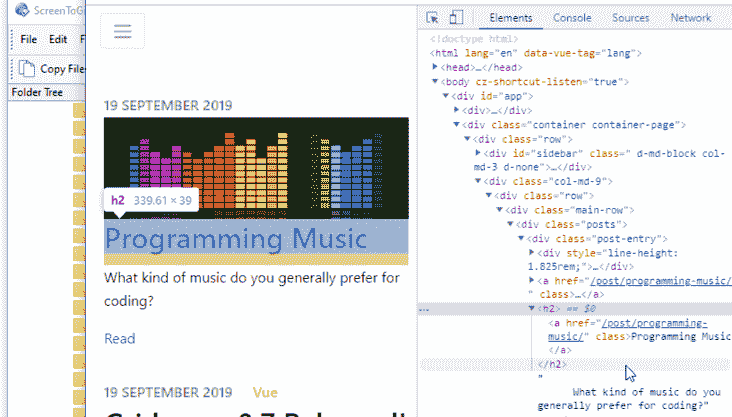 ScreenToG
File Edit F
Copy File
Folder Tree
19 SEPTEMBER 2019
h2 339.61 × 39
Programming Music
What kind of music do you generally prefer for
coding?
Read
19 SEPTEMBER 2019 Vue
Elements Console Sources Network
<!doctype html>
<html lang="en" data-vue-tag="lang">
▶<head>…</head>
▼<body cz-shortcut-listen="true">
▼<div id="app">
▶<div>…</div>
▼<div class="container container-page">
▼<div class="row">
▶<div id="sidebar" class=" d-md-block col-
md-3 d-none">…</div>
▼<div class="col-md-9">
▼<div class="row">
▼<div class="main-row">
▼<div class="posts">
▼<div class="post-entry">
▶<div style="line-height:
1.825rem;">…</div>
▶<a href="/post/programming-music/
" class>…</a>
… ▼<h2> == $0
<a href="/post/programming-
music/" class>Programming Music
</a>
</h2>
"
What kind of music do you
generally prefer for coding?"